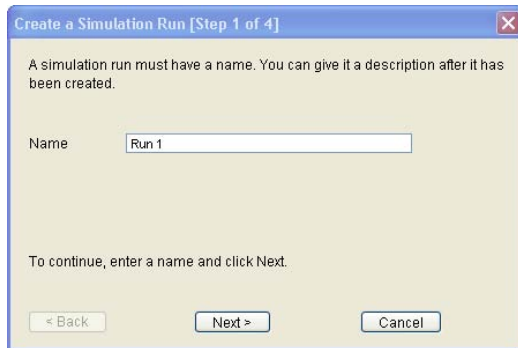 Create a Simulation Run [Step 1 of 4]
A simulation run must have a name. You can give it a description after it has
been created.
Name
Run 1
To continue, enter a name and click Next.
< Back
Next >
Cancel